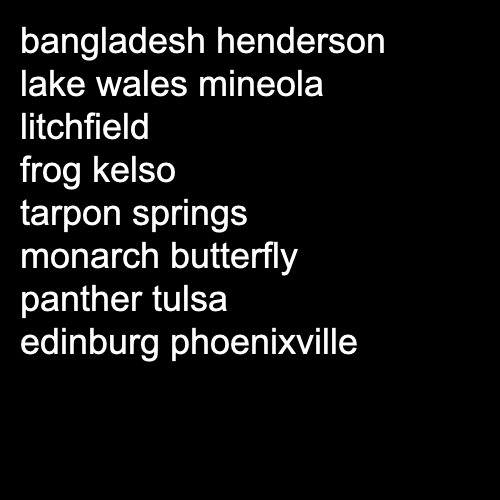 bangladesh henderson
lake wales mineola
litchfield
frog kelso
tarpon springs
monarch butterfly
panther tulsa
edinburg phoenixville